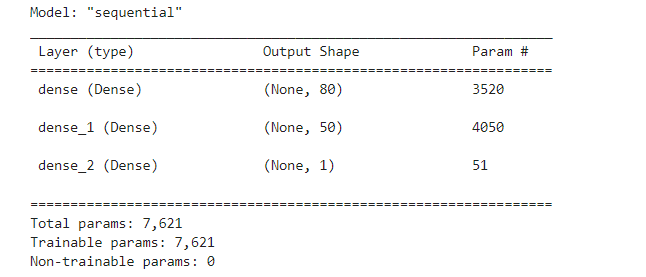 Model: "sequential"
_________________________________________________________________
Layer (type) Output Shape Param #
=================================================================
dense (Dense) (None, 80) 3520
dense_1 (Dense) (None, 50) 4050
dense_2 (Dense) (None, 1) 51
=================================================================
Total params: 7,621
Trainable params: 7,621
Non-trainable params: 0